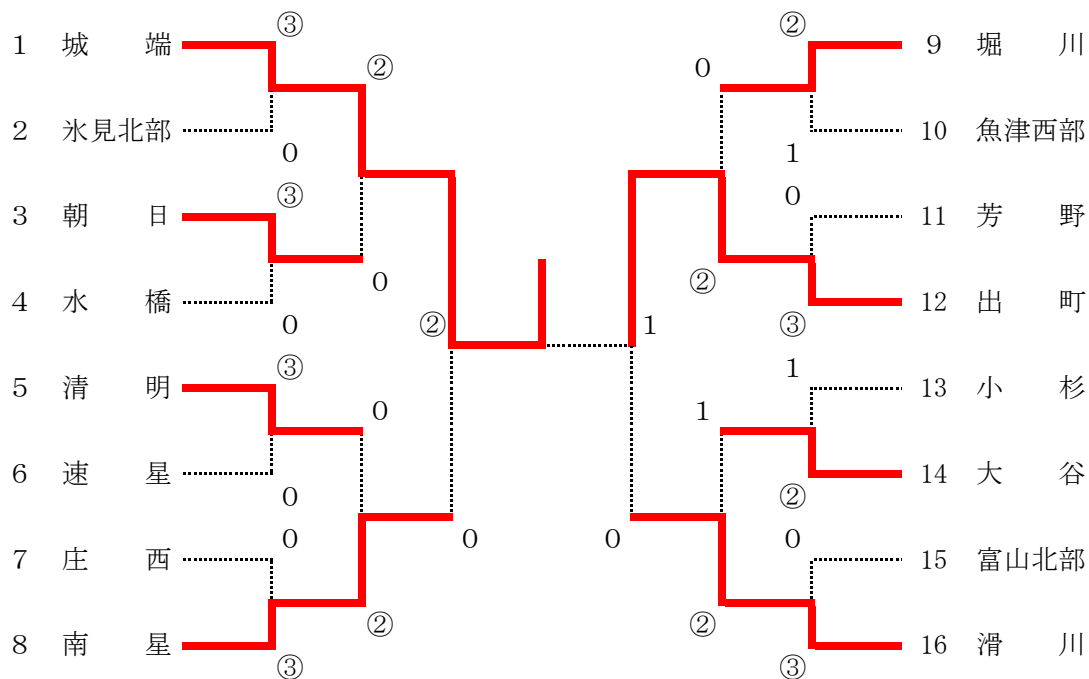 ③ ②
1 城 端 9 堀 川
② 0
2 氷見北部 10 魚津西部
0 1
③ 0
3 朝 日 11 芳 野
0 ②
4 水 橋 12 出 町
0 ② 1 ③
③ 1
5 清 明 13 小 杉
0 1
6 速 星 14 大 谷
0 ②
0 0 0 0
7 庄 西 15 富山北部
② ②
8 南 星 16 滑 川
③ ③